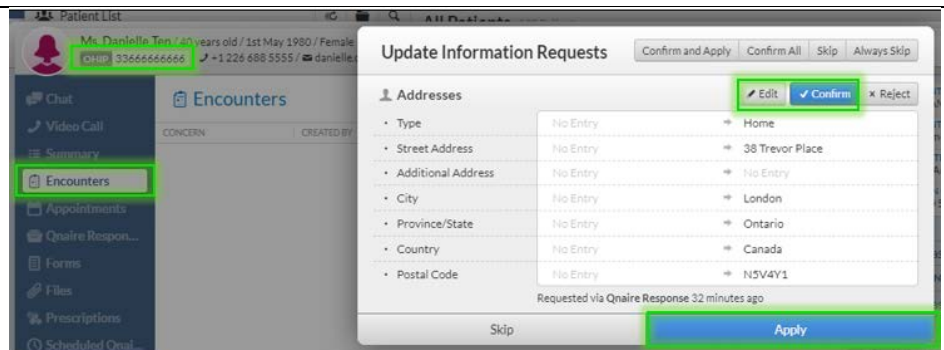 Patient List
All Patients
Ms. Danielle Ten / 40 years old / 1st May 1980 / Female
OHIP 33666666666 +1 226 688 5555 / danielle.
Chat
Video Call
Summary
Encounters
Appointments
Qnaire Respon...
Forms
Files
Prescriptions
Scheduled Qnai...
Encounters
CONCERN CREATED BY
Update Information Requests
Confirm and Apply Confirm All Skip Always Skip
Addresses
Edit Confirm Reject
Type No Entry Home
Street Address No Entry 38 Trevor Place
Additional Address No Entry No Entry
City No Entry London
Province/State No Entry Ontario
Country No Entry Canada
Postal Code No Entry N5V4Y1
Requested via Qnaire Response 32 minutes ago
Skip Apply